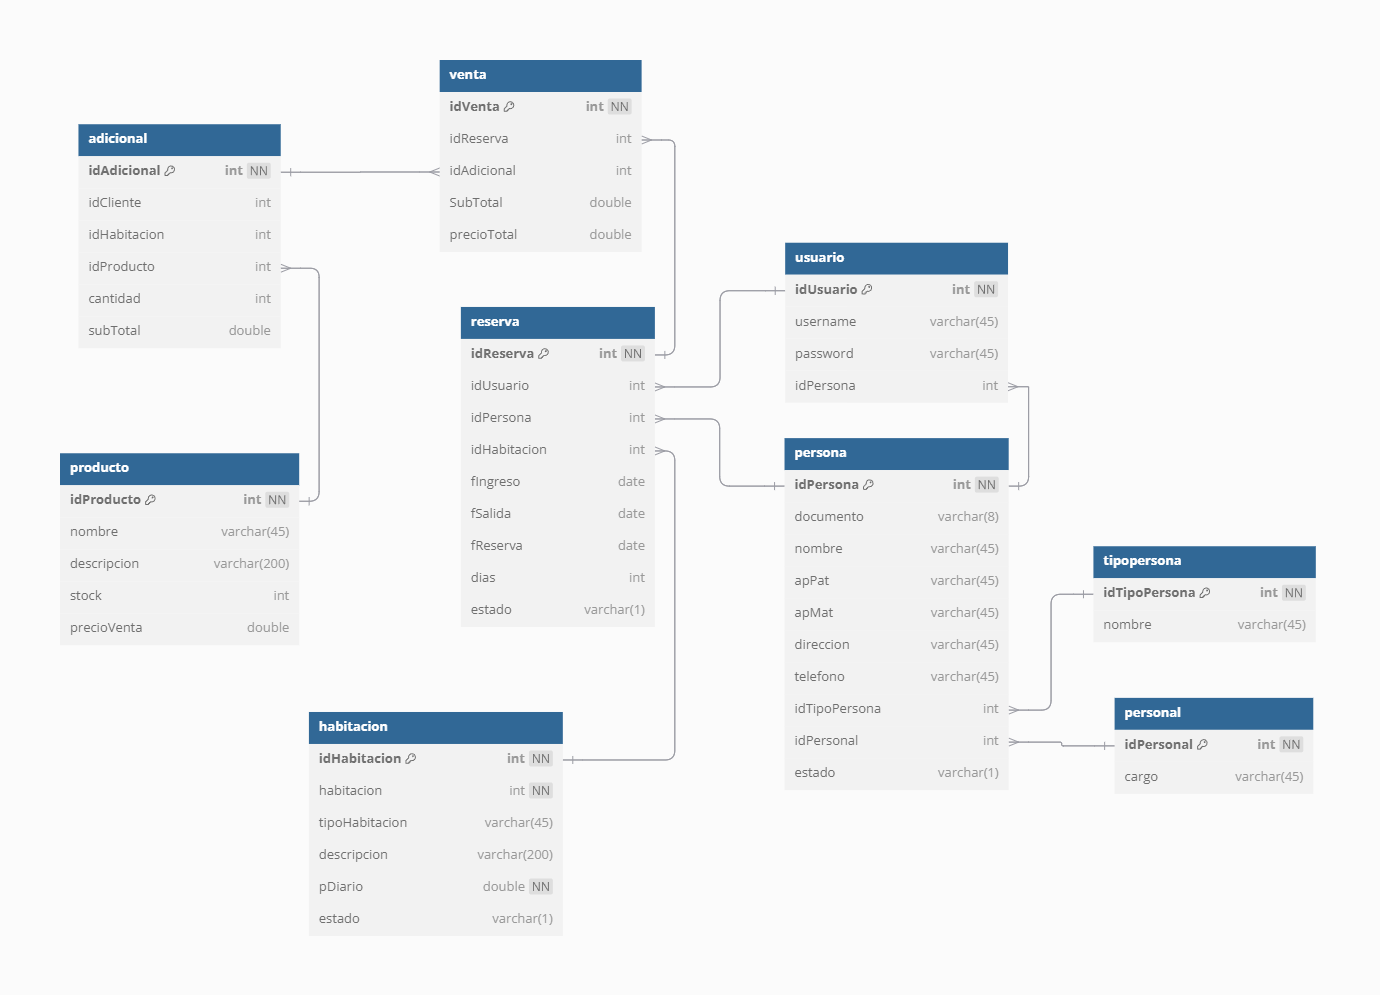 venta
idVenta int NN
idReserva int
idAdicional int
SubTotal double
precioTotal double
adicional
idAdicional int NN
idCliente int
idHabitacion int
idProducto int
cantidad int
subTotal double
usuario
idUsuario int NN
username varchar(45)
password varchar(45)
idPersona int
reserva
idReserva int NN
idUsuario int
idPersona int
idHabitacion int
fIngreso date
fSalida date
fReserva date
dias int
estado varchar(1)
persona
idPersona int NN
documento varchar(8)
nombre varchar(45)
apPat varchar(45)
apMat varchar(45)
direccion varchar(45)
telefono varchar(45)
idTipoPersona int
idPersonal int
estado varchar(1)
producto
idProducto int NN
nombre varchar(45)
descripcion varchar(200)
stock int
precioVenta double
tipopersona
idTipoPersona int NN
nombre varchar(45)
personal
idPersonal int NN
cargo varchar(45)
habitacion
idHabitacion int NN
habitacion int NN
tipoHabitacion varchar(45)
descripcion varchar(200)
pDiario double NN
estado varchar(1)